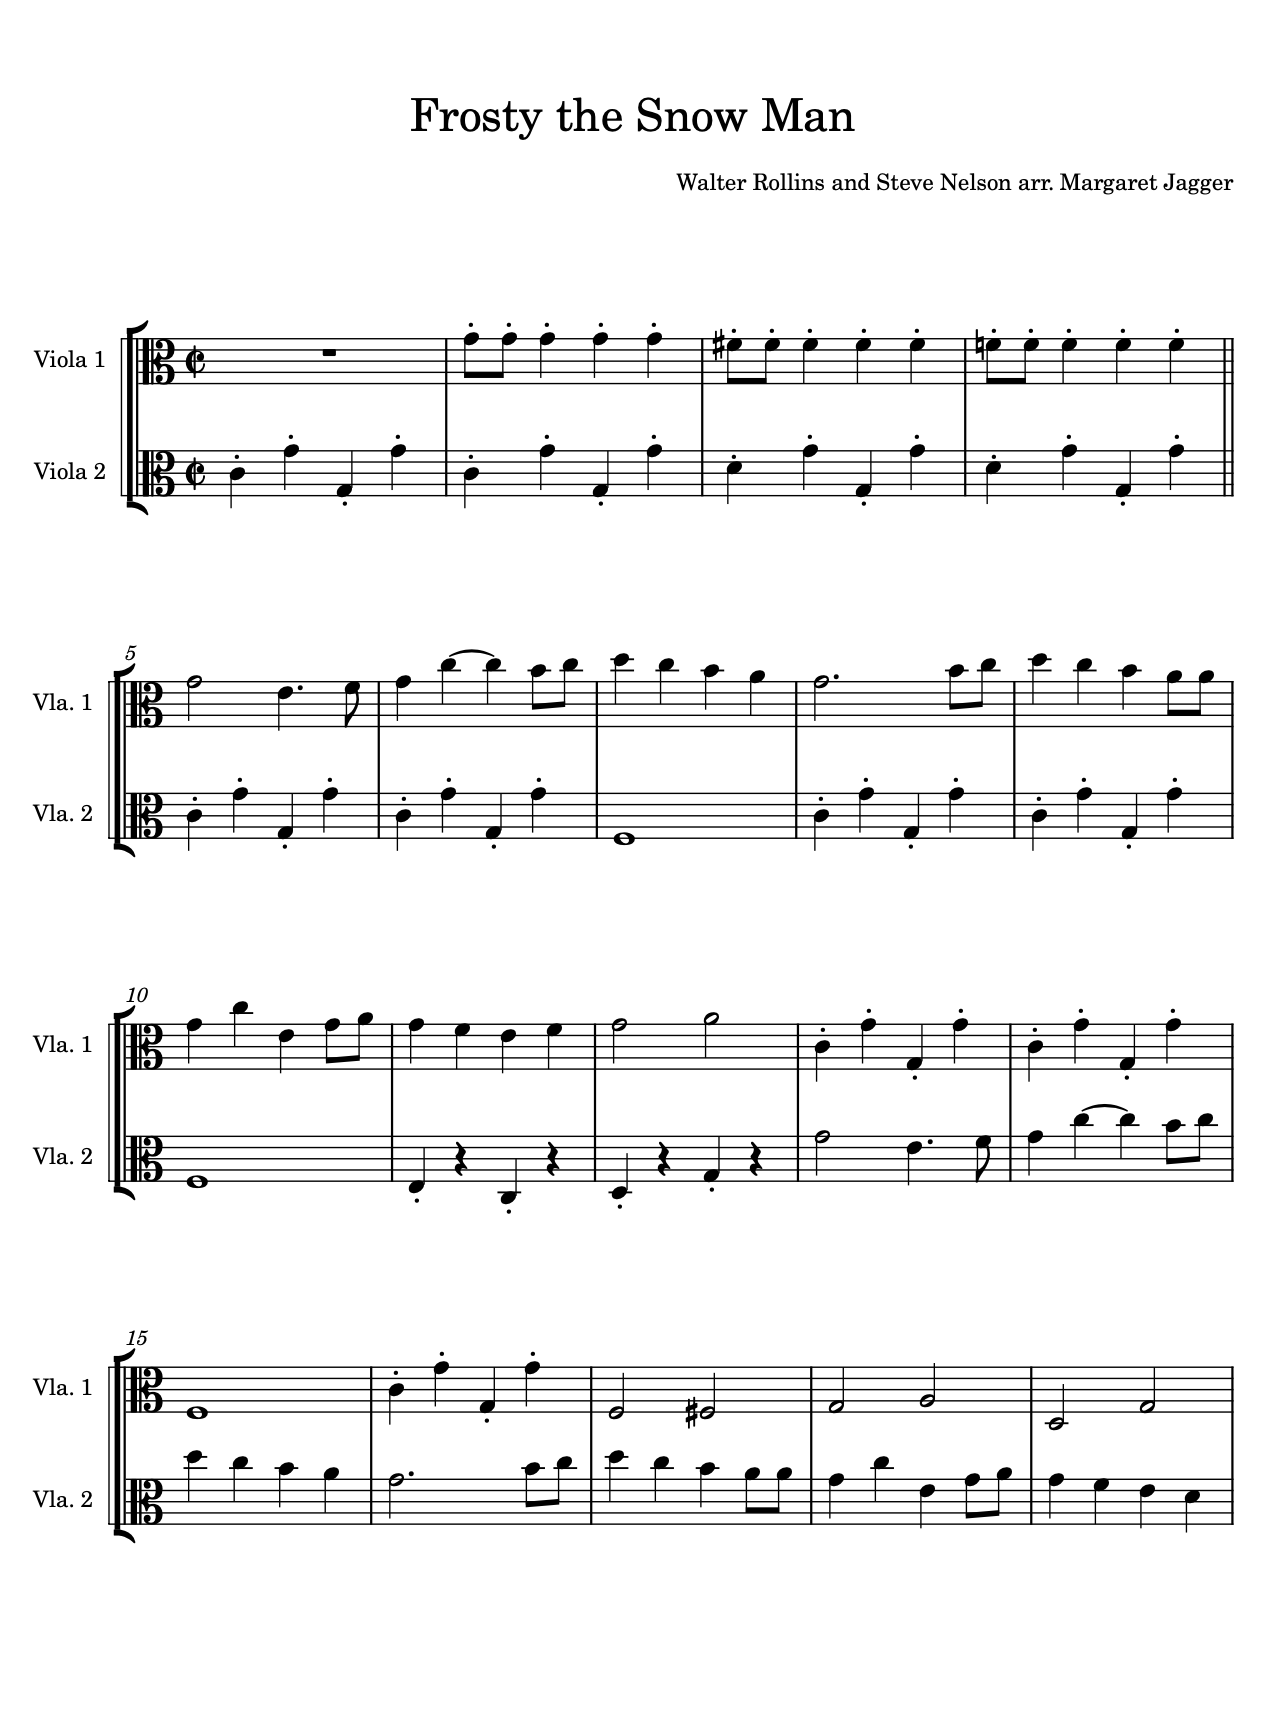 Frosty the Snow Man
Walter Rollins and Steve Nelson arr. Margaret Jagger
Viola 1
Viola 2
5
Vla. 1
Vla. 2
10
Vla. 1
Vla. 2
15
Vla. 1
Vla. 2